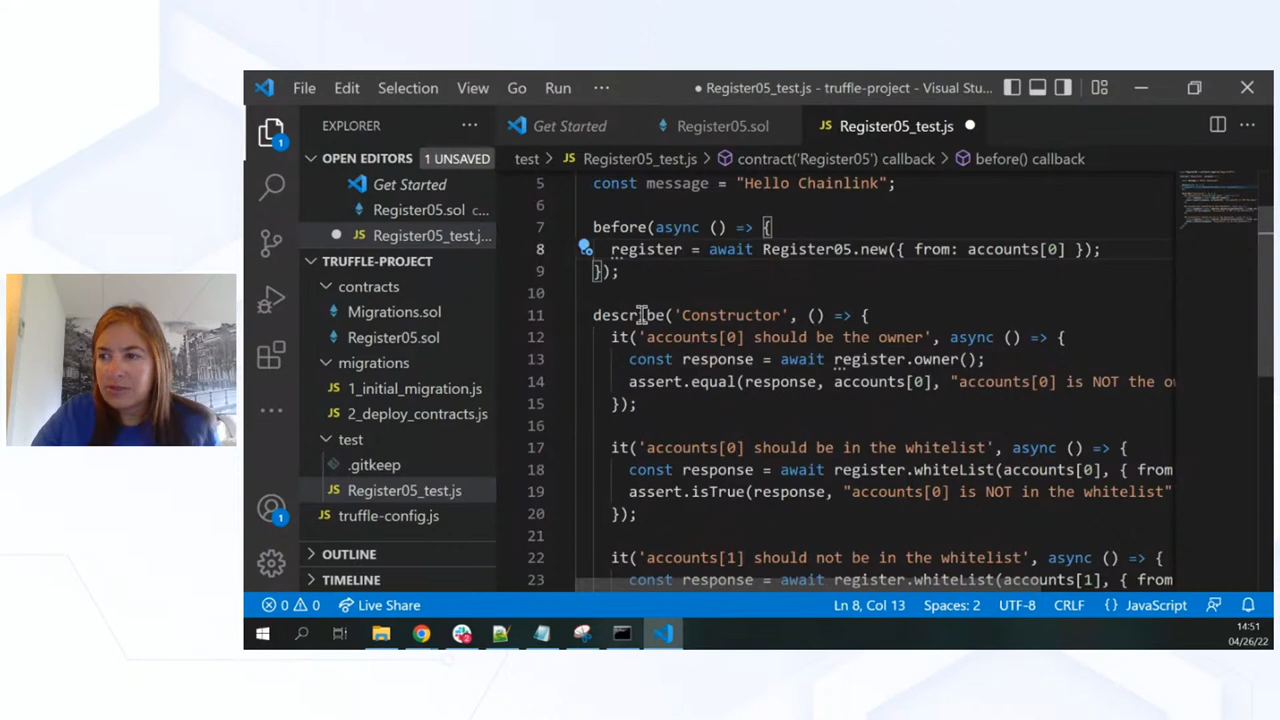 File Edit Selection View Go Run ··· ● Register05_test.js - truffle-project - Visual Stu...
EXPLORER ···
Get Started Register05.sol JS Register05_test.js ●
OPEN EDITORS 1 UNSAVED
test > JS Register05_test.js > contract('Register05') callback > before() callback
Get Started
Register05.sol c...
JS Register05_test.j...
TRUFFLE-PROJECT
contracts
Migrations.sol
Register05.sol
migrations
JS 1_initial_migration.js
JS 2_deploy_contracts.js
test
.gitkeep
JS Register05_test.js
JS truffle-config.js
OUTLINE
TIMELINE
1
1
5 const message = "Hello Chainlink";
6
7 before(async () => {
8 register = await Register05.new({ from: accounts[0] });
9 });
10
11 describe('Constructor', () => {
12 it('accounts[0] should be the owner', async () => {
13 const response = await register.owner();
14 assert.equal(response, accounts[0], "accounts[0] is NOT the ow
15 });
16
17 it('accounts[0] should be in the whitelist', async () => {
18 const response = await register.whiteList(accounts[0], { from
19 assert.isTrue(response, "accounts[0] is NOT in the whitelist"
20 });
21
22 it('accounts[1] should not be in the whitelist', async () => {
23 const response = await register.whiteList(accounts[1], { from
0 0 Live Share Ln 8, Col 13 Spaces: 2 UTF-8 CRLF {} JavaScript
14:51
04/26/22